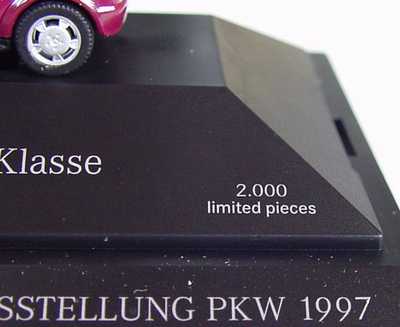 Klasse
2.000
limited pieces
SSTELLUNG PKW 1997